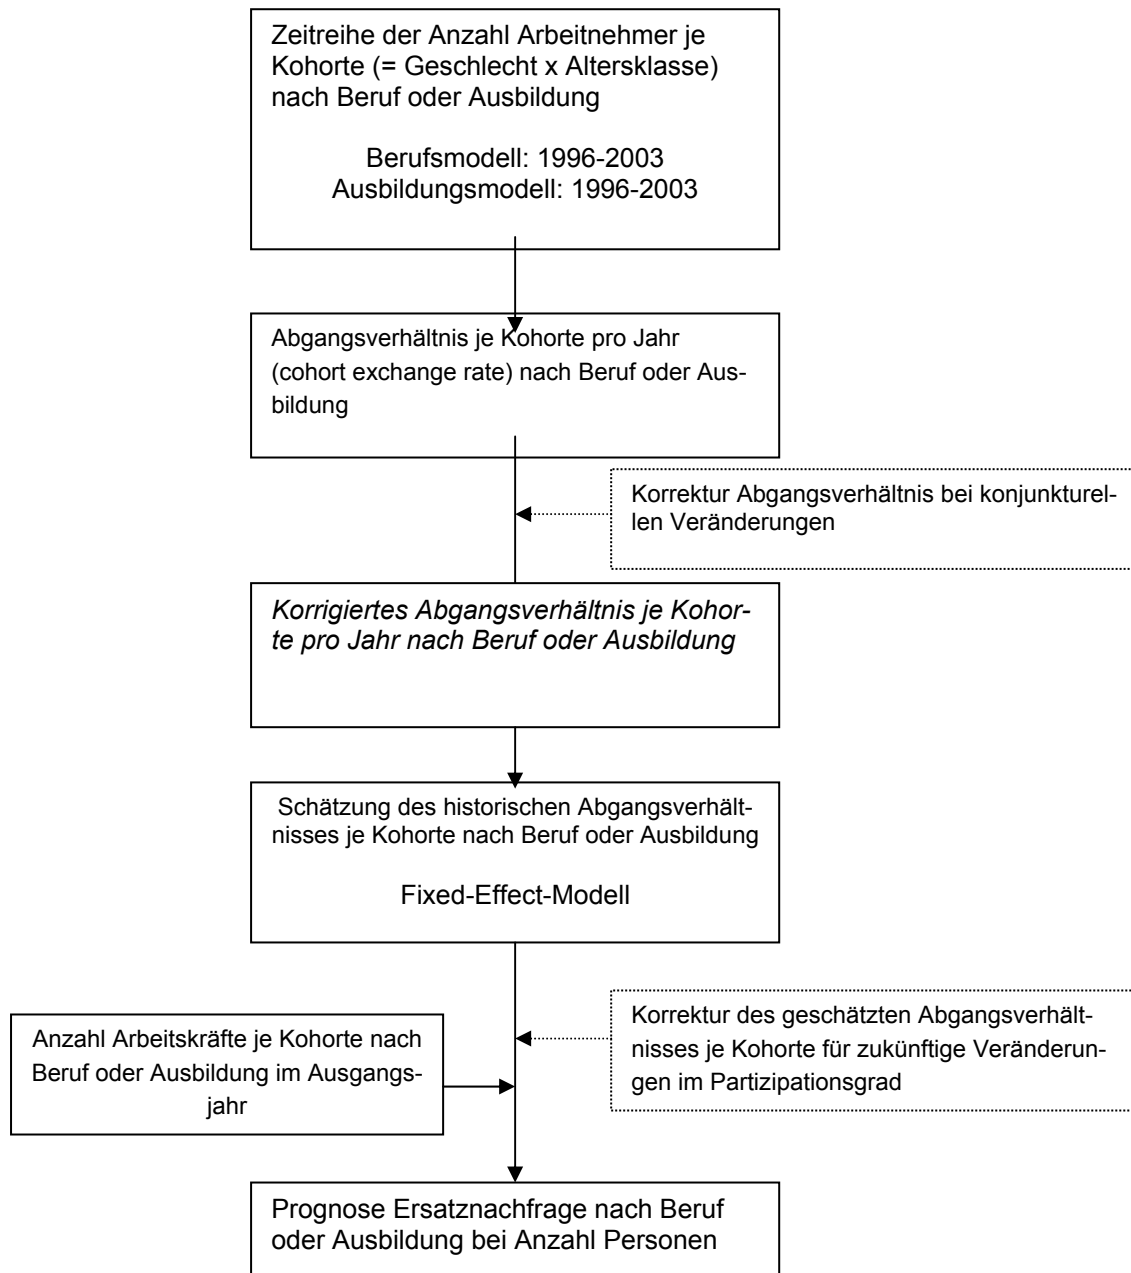 Zeitreihe der Anzahl Arbeitnehmer je
Kohorte (= Geschlecht x Altersklasse)
nach Beruf oder Ausbildung
Berufsmodell: 1996-2003
Ausbildungsmodell: 1996-2003
Abgangsverhältnis je Kohorte pro Jahr
(cohort exchange rate) nach Beruf oder Aus-
bildung
Korrektur Abgangsverhältnis bei konjunkturel-
len Veränderungen
Korrigiertes Abgangsverhältnis je Kohor-
te pro Jahr nach Beruf oder Ausbildung
Schätzung des historischen Abgangsverhält-
nisses je Kohorte nach Beruf oder Ausbildung
Fixed-Effect-Modell
Anzahl Arbeitskräfte je Kohorte nach
Beruf oder Ausbildung im Ausgangs-
jahr
Korrektur des geschätzten Abgangsverhält-
nisses je Kohorte für zukünftige Veränderun-
gen im Partizipationsgrad
Prognose Ersatznachfrage nach Beruf
oder Ausbildung bei Anzahl Personen